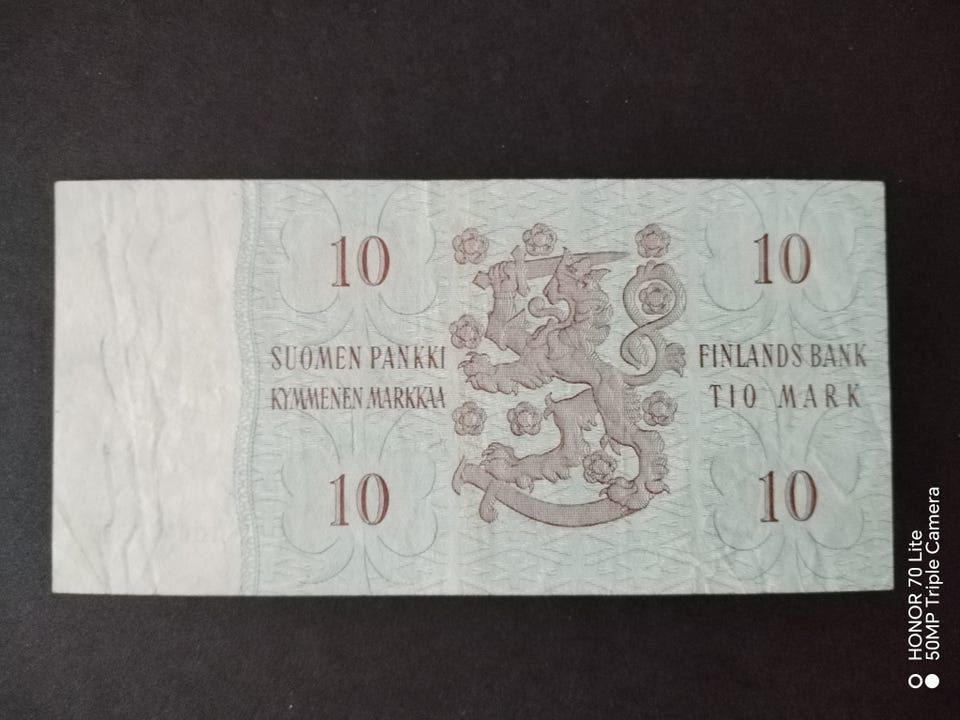 10
10
SUOMEN PANKKI
KYMMENEN MARKKAA
FINLANDS BANK
TIO MARK
10
10
HONOR 70 Lite
50MP Triple Camera